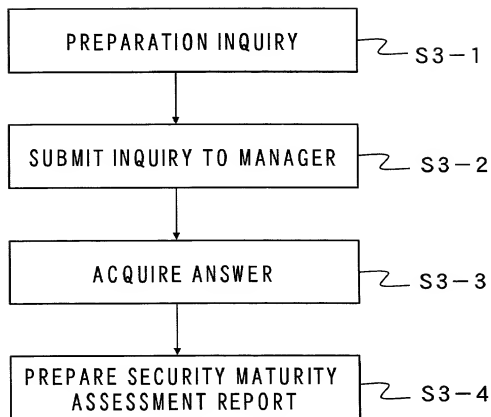 PREPARATION INQUIRY
S3-1
SUBMIT INQUIRY TO MANAGER
S3-2
ACQUIRE ANSWER
S3-3
PREPARE SECURITY MATURITY
ASSESSMENT REPORT
S3-4